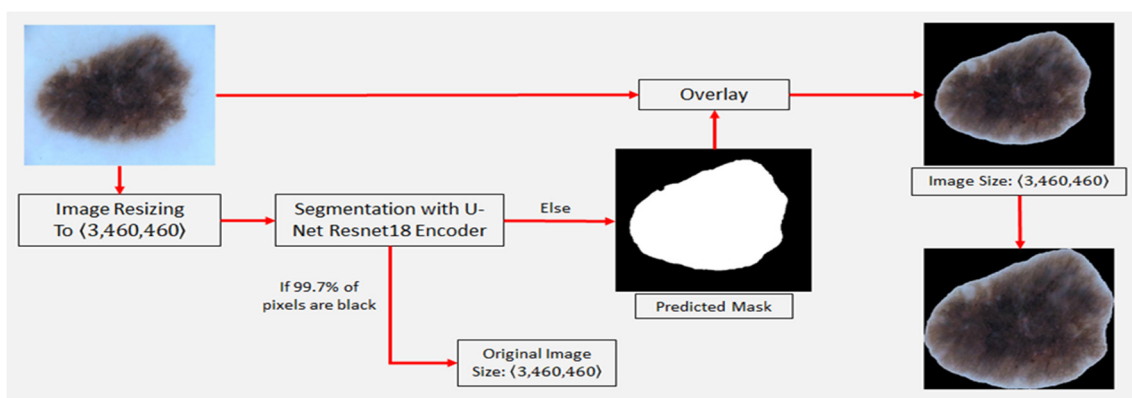 Overlay
Image Size: ⟨3,460,460⟩
Image Resizing
To ⟨3,460,460⟩
Segmentation with U-
Net Resnet18 Encoder
Else
If 99.7% of
pixels are black
Predicted Mask
Original Image
Size: ⟨3,460,460⟩